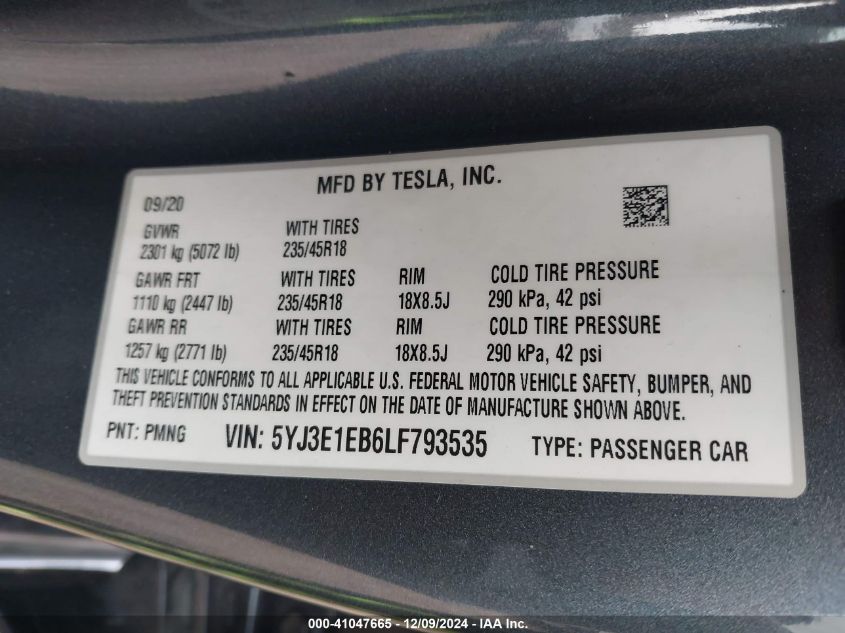 MFD BY TESLA, INC.
09/20
GVWR WITH TIRES
2301 kg (5072 lb) 235/45R18
GAWR FRT WITH TIRES RIM COLD TIRE PRESSURE
1110 kg (2447 lb) 235/45R18 18X8.5J 290 kPa, 42 psi
GAWR RR WITH TIRES RIM COLD TIRE PRESSURE
1257 kg (2771 lb) 235/45R18 18X8.5J 290 kPa, 42 psi
THIS VEHICLE CONFORMS TO ALL APPLICABLE U.S. FEDERAL MOTOR VEHICLE SAFETY, BUMPER, AND
THEFT PREVENTION STANDARDS IN EFFECT ON THE DATE OF MANUFACTURE SHOWN ABOVE.
PNT: PMNG VIN: 5YJ3E1EB6LF793535 TYPE: PASSENGER CAR
000-41047665 - 12/09/2024 - IAA Inc.